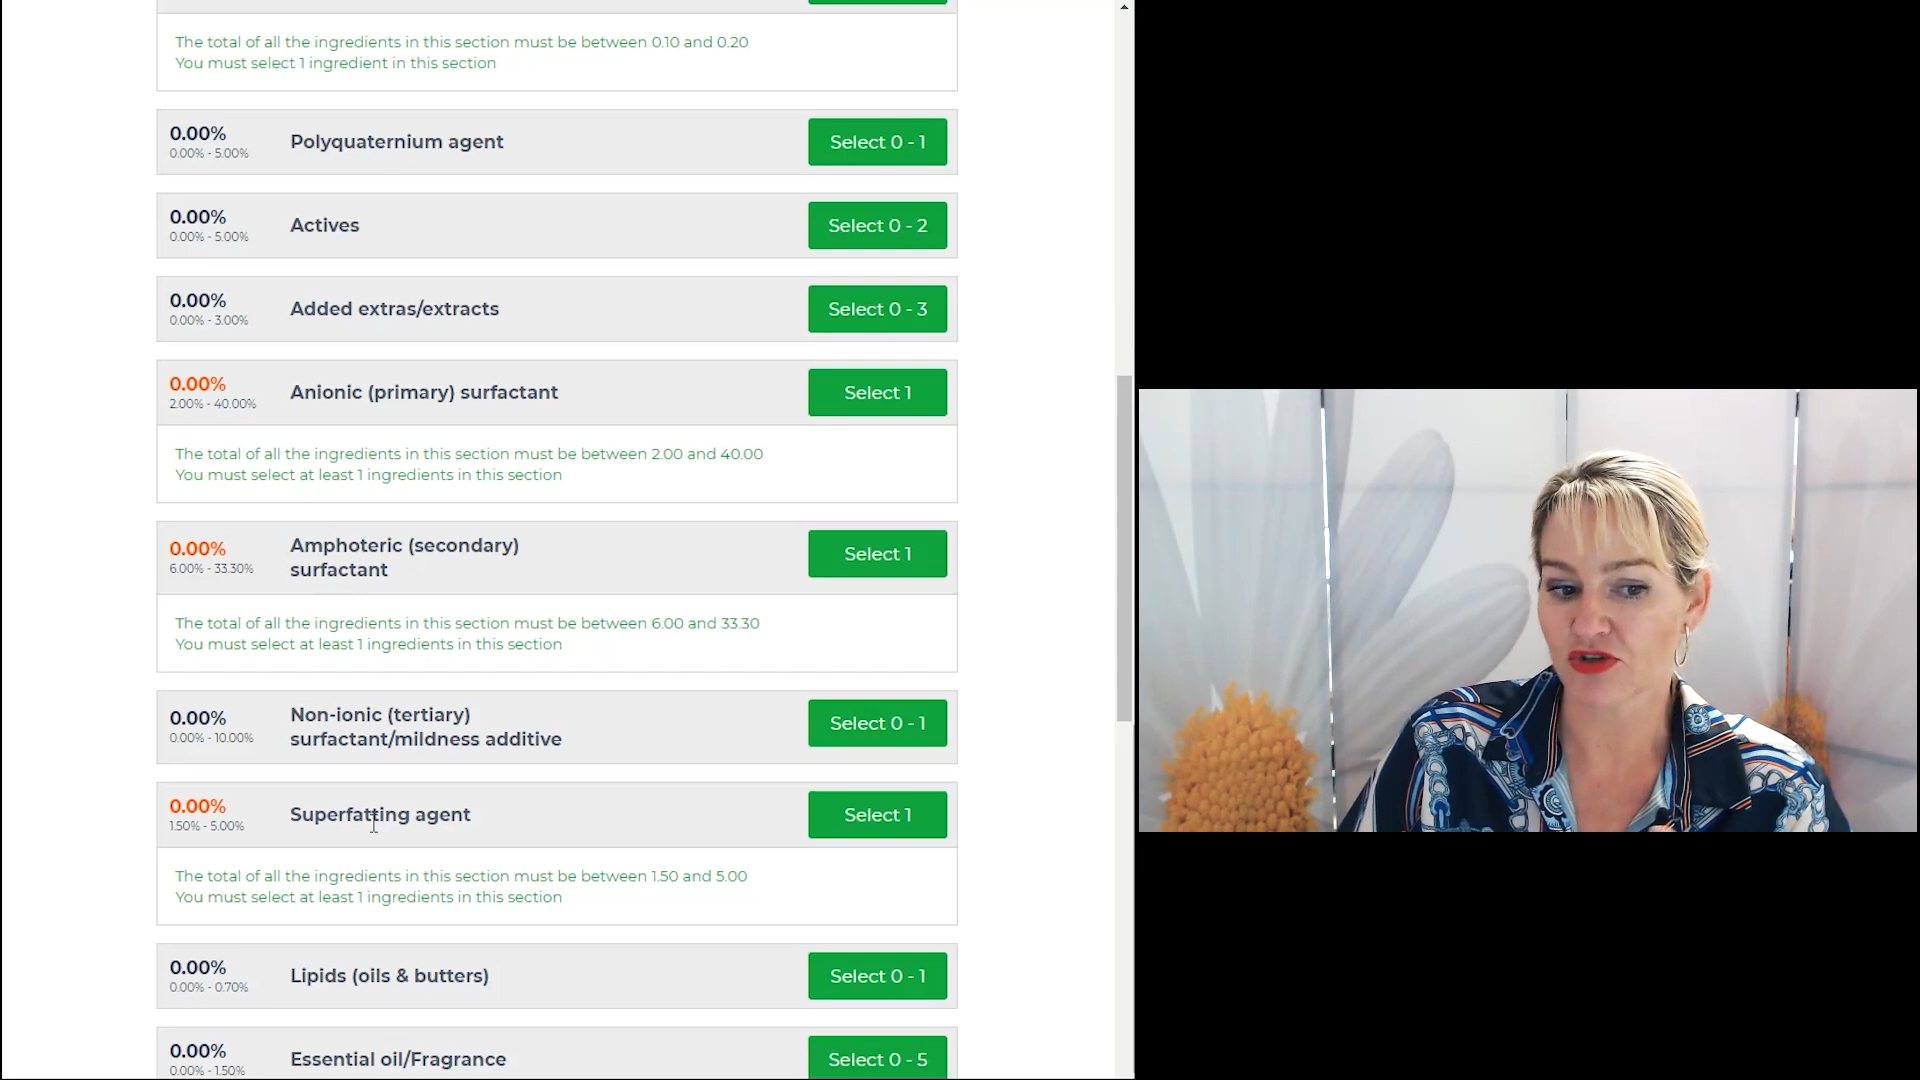 The total of all the ingredients in this section must be between 0.10 and 0.20
You must select 1 ingredient in this section
0.00%
0.00% - 5.00%
Polyquaternium agent
Select 0 - 1
0.00%
0.00% - 5.00%
Actives
Select 0 - 2
0.00%
0.00% - 3.00%
Added extras/extracts
Select 0 - 3
0.00%
2.00% - 40.00%
Anionic (primary) surfactant
Select 1
The total of all the ingredients in this section must be between 2.00 and 40.00
You must select at least 1 ingredients in this section
0.00%
6.00% - 33.30%
Amphoteric (secondary)
surfactant
Select 1
The total of all the ingredients in this section must be between 6.00 and 33.30
You must select at least 1 ingredients in this section
0.00%
0.00% - 10.00%
Non-ionic (tertiary)
surfactant/mildness additive
Select 0 - 1
0.00%
1.50% - 5.00%
Superfatting agent
Select 1
The total of all the ingredients in this section must be between 1.50 and 5.00
You must select at least 1 ingredients in this section
0.00%
0.00% - 0.70%
Lipids (oils & butters)
Select 0 - 1
0.00%
0.00% - 1.50%
Essential oil/Fragrance
Select 0 - 5